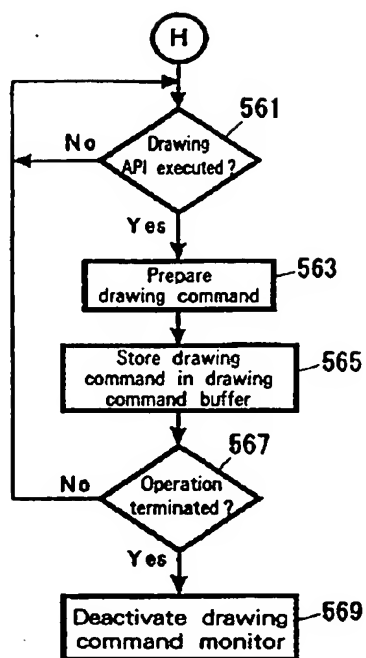 H
561
Drawing
API executed?
No
Yes
Prepare
drawing command
563
Store drawing
command in drawing
command buffer
565
567
Operation
terminated?
No
Yes
Deactivate drawing
command monitor
569